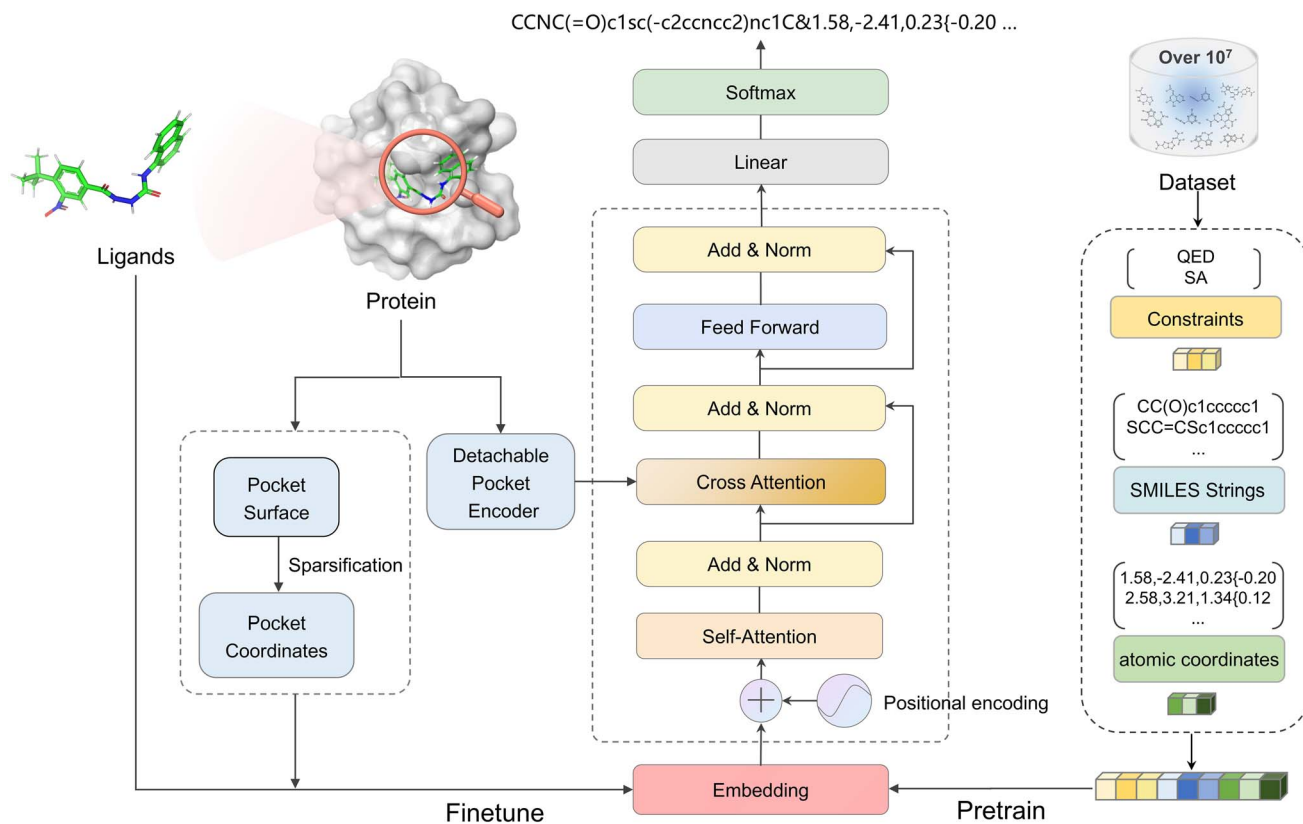 CCNC(=O)c1sc(-c2ccncc2)nc1C&1.58,-2.41,0.23{-0.20 ...
Softmax
Linear
Add & Norm
Feed Forward
Add & Norm
Cross Attention
Add & Norm
Self-Attention
Positional encoding
Embedding
Ligands
Protein
Pocket
Surface
Sparsification
Pocket
Coordinates
Detachable
Pocket
Encoder
Finetune
Pretrain
Over 10⁷
Dataset
QED
SA
Constraints
CC(O)c1ccccc1
SCC=CSc1ccccc1
...
SMILES Strings
1.58,-2.41,0.23{-0.20
2.58,3.21,1.34{0.12
...
atomic coordinates